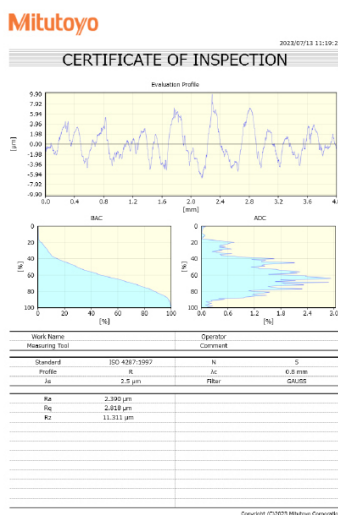 Mitutoyo
2023/07/13 11:19:2
CERTIFICATE OF INSPECTION
Evaluation Profile
9.90
7.92
5.94
3.96
1.98
0.00
-1.98
-3.96
-5.94
-7.92
-9.90
[µm]
0.0 0.4 0.8 1.2 1.6 2.0 2.4 2.8 3.2 3.6 4.0
[mm]
BAC ADC
0 0
20 20
40 40
[%] [%]
60 60
80 80
100 100
0 20 40 60 80 100 0.0 0.6 1.2 1.8 2.4 3.0
[%] [%]
Work Name Operator
Measuring Tool Comment
Standard ISO 4287:1997 N 5
Profile R λc 0.8 mm
λs 2.5 µm Filter GAUSS
Ra 2.390 µm
Rq 2.818 µm
Rz 11.311 µm
Copyright (C)2023 Mitutoyo Corporatio